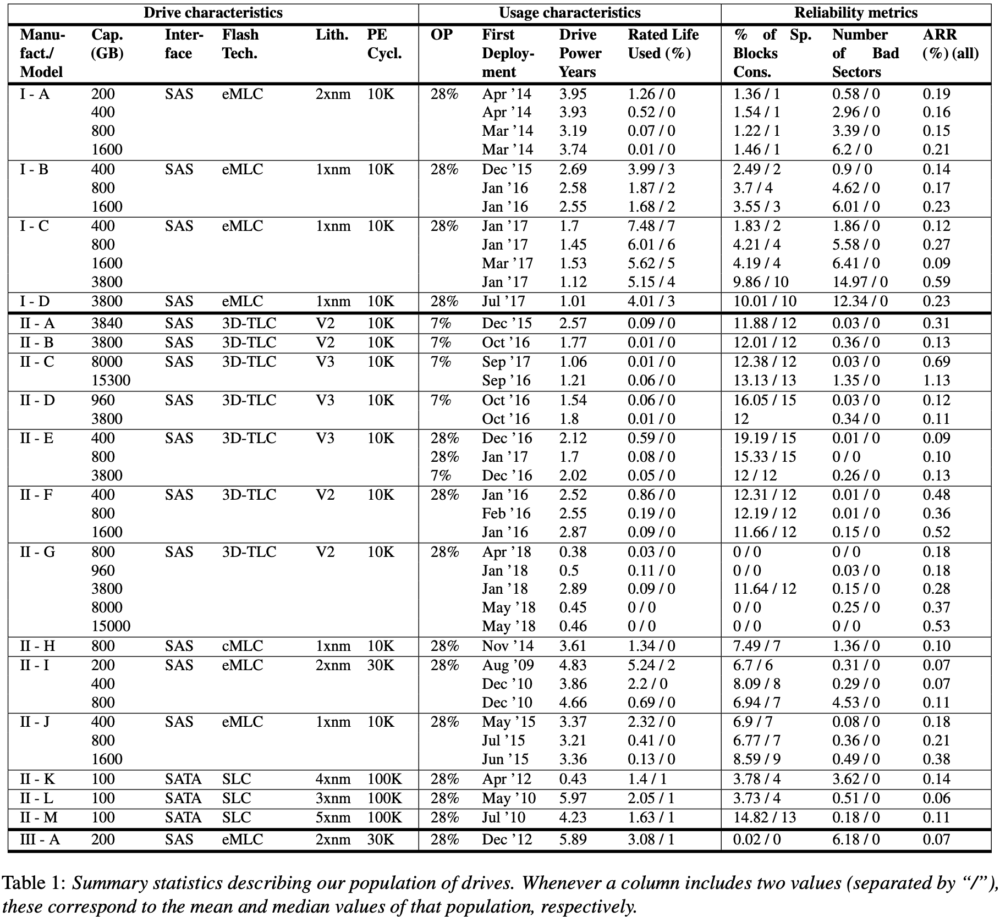 Drive characteristics Usage characteristics Reliability metrics
Manu- Cap. Inter- Flash Lith. PE OP First Drive Rated Life % of Sp. Number ARR
fact./ (GB) face Tech. Cycl. Deploy- Power Used (%) Blocks of Bad (%) (all)
Model ment Years Cons. Sectors
I - A 200 SAS eMLC 2xnm 10K 28% Apr ’14 3.95 1.26 / 0 1.36 / 1 0.58 / 0 0.19
400 Apr ’14 3.93 0.52 / 0 1.54 / 1 2.96 / 0 0.16
800 Mar ’14 3.19 0.07 / 0 1.22 / 1 3.39 / 0 0.15
1600 Mar ’14 3.74 0.01 / 0 1.46 / 1 6.2 / 0 0.21
I - B 400 SAS eMLC 1xnm 10K 28% Dec ’15 2.69 3.99 / 3 2.49 / 2 0.9 / 0 0.14
800 Jan ’16 2.58 1.87 / 2 3.7 / 4 4.62 / 0 0.17
1600 Jan ’16 2.55 1.68 / 2 3.55 / 3 6.01 / 0 0.23
I - C 400 SAS eMLC 1xnm 10K 28% Jan ’17 1.7 7.48 / 7 1.83 / 2 1.86 / 0 0.12
800 Jan ’17 1.45 6.01 / 6 4.21 / 4 5.58 / 0 0.27
1600 Mar ’17 1.53 5.62 / 5 4.19 / 4 6.41 / 0 0.09
3800 Jan ’17 1.12 5.15 / 4 9.86 / 10 14.97 / 0 0.59
I - D 3800 SAS eMLC 1xnm 10K 28% Jul ’17 1.01 4.01 / 3 10.01 / 10 12.34 / 0 0.23
II - A 3840 SAS 3D-TLC V2 10K 7% Dec ’15 2.57 0.09 / 0 11.88 / 12 0.03 / 0 0.31
II - B 3800 SAS 3D-TLC V2 10K 7% Oct ’16 1.77 0.01 / 0 12.01 / 12 0.36 / 0 0.13
II - C 8000 SAS 3D-TLC V3 10K 7% Sep ’17 1.06 0.01 / 0 12.38 / 12 0.03 / 0 0.69
15300 Sep ’16 1.21 0.06 / 0 13.13 / 13 1.35 / 0 1.13
II - D 960 SAS 3D-TLC V3 10K 7% Oct ’16 1.54 0.06 / 0 16.05 / 15 0.03 / 0 0.12
3800 Oct ’16 1.8 0.01 / 0 12 0.34 / 0 0.11
II - E 400 SAS 3D-TLC V3 10K 28% Dec ’16 2.12 0.59 / 0 19.19 / 15 0.01 / 0 0.09
800 28% Jan ’17 1.7 0.08 / 0 15.33 / 15 0 / 0 0.10
3800 7% Dec ’16 2.02 0.05 / 0 12 / 12 0.26 / 0 0.13
II - F 400 SAS 3D-TLC V2 10K 28% Jan ’16 2.52 0.86 / 0 12.31 / 12 0.01 / 0 0.48
800 Feb ’16 2.55 0.19 / 0 12.19 / 12 0.01 / 0 0.36
1600 Jan ’16 2.87 0.09 / 0 11.66 / 12 0.15 / 0 0.52
II - G 800 SAS 3D-TLC V2 10K 28% Apr ’18 0.38 0.03 / 0 0 / 0 0 / 0 0.18
960 Jan ’18 0.5 0.11 / 0 0 / 0 0.03 / 0 0.18
3800 Jan ’18 2.89 0.09 / 0 11.64 / 12 0.15 / 0 0.28
8000 May ’18 0.45 0 / 0 0 / 0 0.25 / 0 0.37
15000 May ’18 0.46 0 / 0 0 / 0 0 / 0 0.53
II - H 800 SAS cMLC 1xnm 10K 28% Nov ’14 3.61 1.34 / 0 7.49 / 7 1.36 / 0 0.10
II - I 200 SAS eMLC 2xnm 30K 28% Aug ’09 4.83 5.24 / 2 6.7 / 6 0.31 / 0 0.07
400 Dec ’10 3.86 2.2 / 0 8.09 / 8 0.29 / 0 0.07
800 Dec ’10 4.66 0.69 / 0 6.94 / 7 4.53 / 0 0.11
II - J 400 SAS eMLC 1xnm 10K 28% May ’15 3.37 2.32 / 0 6.9 / 7 0.08 / 0 0.18
800 Jul ’15 3.21 0.41 / 0 6.77 / 7 0.36 / 0 0.21
1600 Jun ’15 3.36 0.13 / 0 8.59 / 9 0.49 / 0 0.38
II - K 100 SATA SLC 4xnm 100K 28% Apr ’12 0.43 1.4 / 1 3.78 / 4 3.62 / 0 0.14
II - L 100 SATA SLC 3xnm 100K 28% May ’10 5.97 2.05 / 1 3.73 / 4 0.51 / 0 0.06
II - M 100 SATA SLC 5xnm 100K 28% Jul ’10 4.23 1.63 / 1 14.82 / 13 0.18 / 0 0.11
III - A 200 SAS eMLC 2xnm 30K 28% Dec ’12 5.89 3.08 / 1 0.02 / 0 6.18 / 0 0.07
Table 1: Summary statistics describing our population of drives. Whenever a column includes two values (separated by “/”),
these correspond to the mean and median values of that population, respectively.